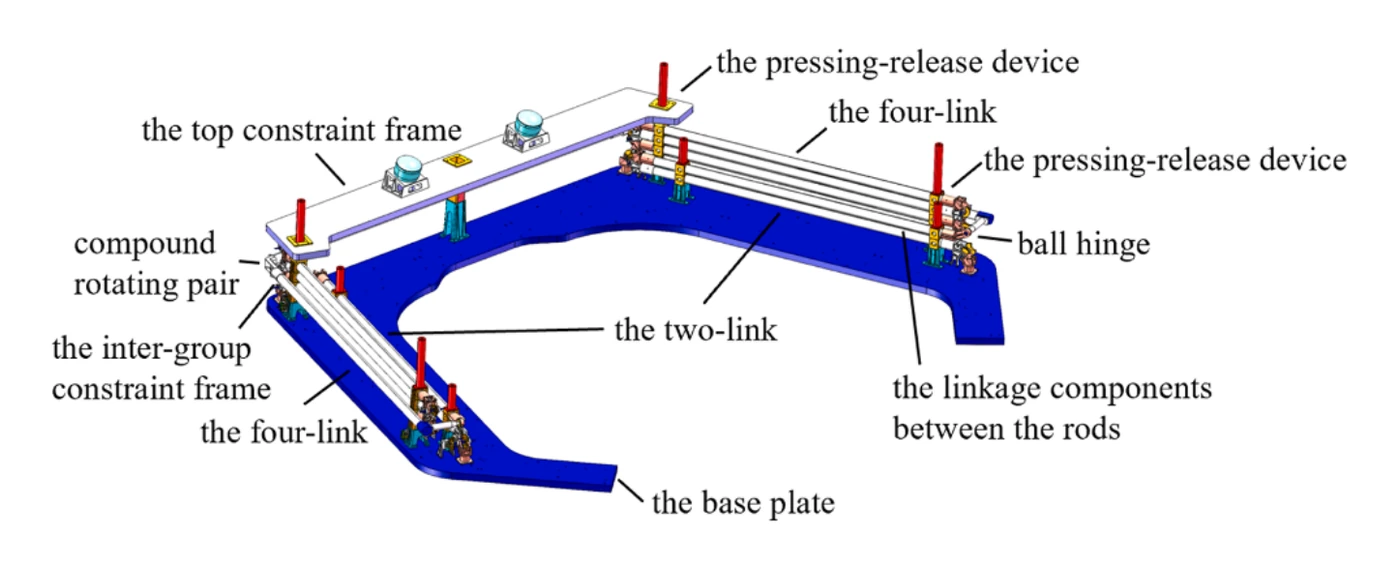 the pressing-release device
the four-link
the top constraint frame
the pressing-release device
compound
rotating pair
ball hinge
the two-link
the inter-group
constraint frame
the four-link
the linkage components
between the rods
the base plate